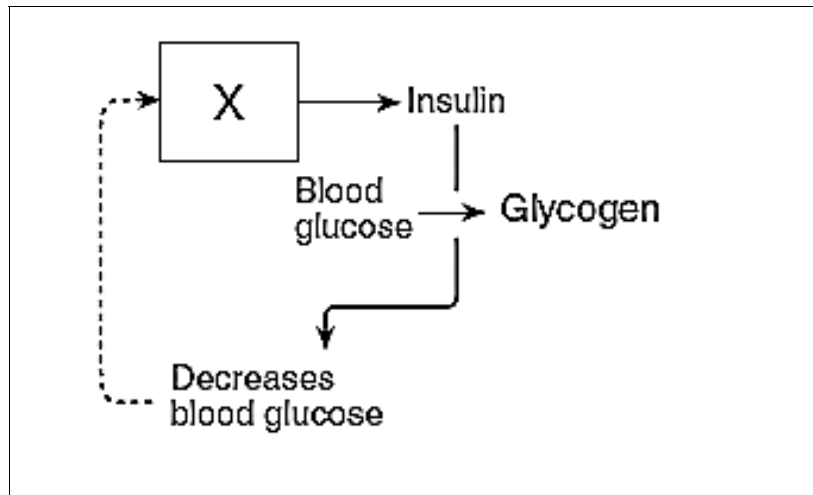 X
Insulin
Blood
glucose
Glycogen
Decreases
blood glucose